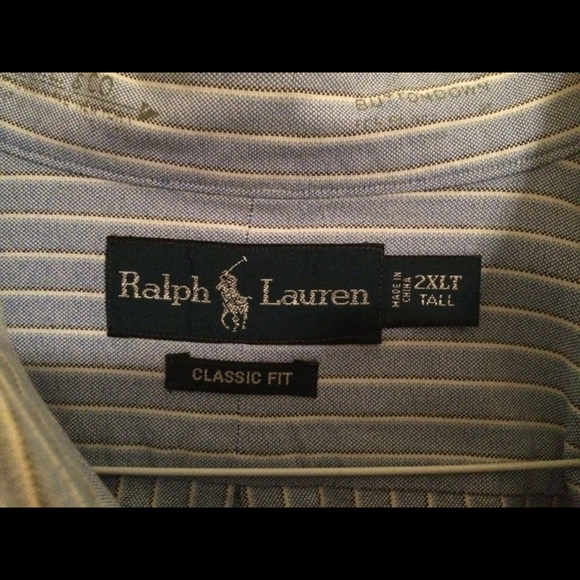 BUTTONDOWN
Ralph Lauren
MADE IN
CHINA
2XLT
TALL
CLASSIC FIT